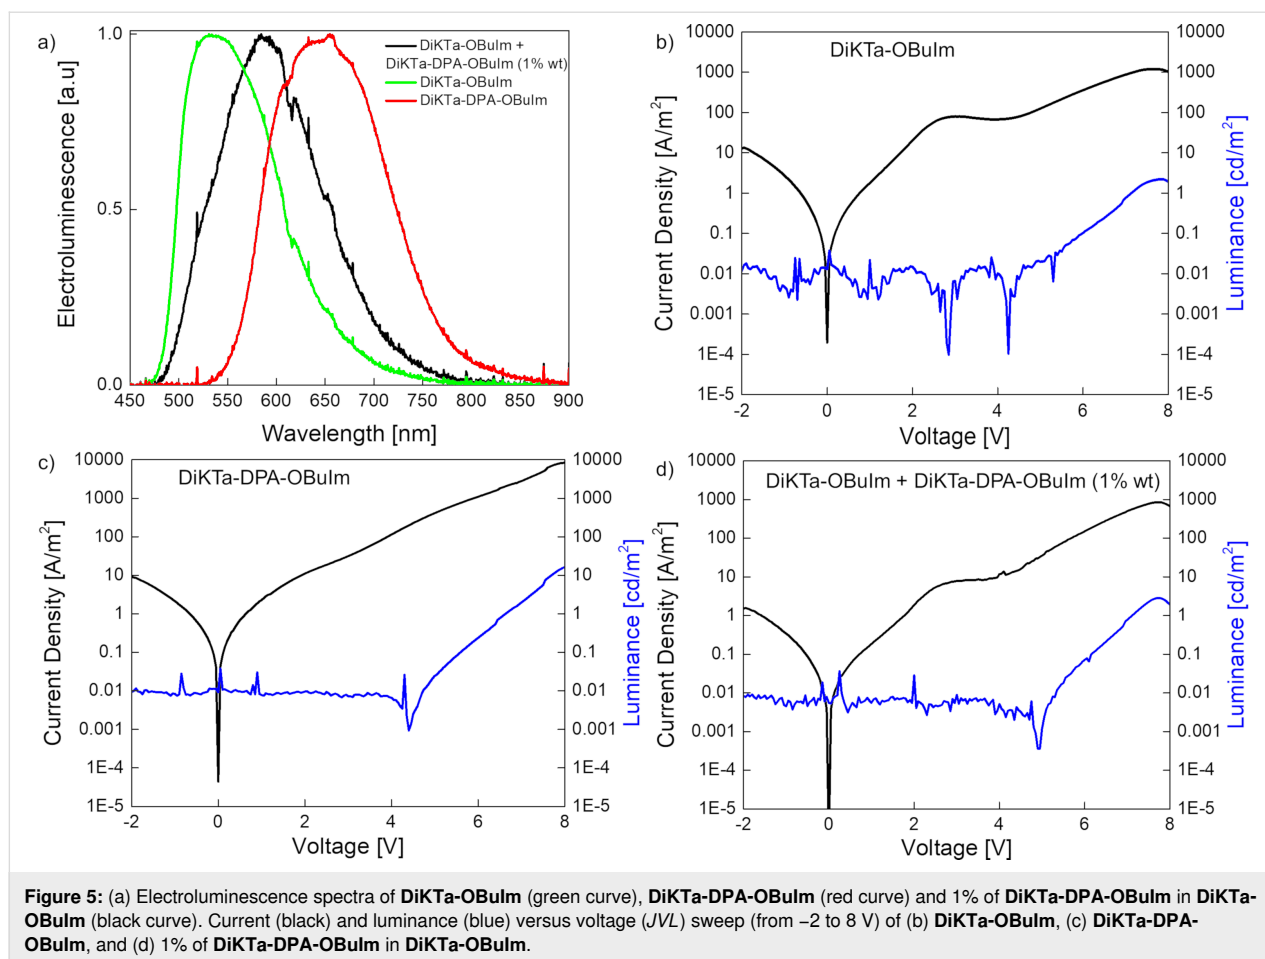 a)
1.0
0.5
0.0
Electroluminescence [a.u]
DiKTa-OBuIm +
DiKTa-DPA-OBuIm (1% wt)
DiKTa-OBuIm
DiKTa-DPA-OBuIm
450 500 550 600 650 700 750 800 850 900
Wavelength [nm]
b)
DiKTa-OBuIm
10000
1000
100
10
1
0.1
0.01
0.001
1E-4
1E-5
Current Density [A/m²]
10000
1000
100
10
1
0.1
0.01
0.001
1E-4
1E-5
Luminance [cd/m²]
-2 0 2 4 6 8
Voltage [V]
c)
DiKTa-DPA-OBuIm
10000
1000
100
10
1
0.1
0.01
0.001
1E-4
1E-5
Current Density [A/m²]
10000
1000
100
10
1
0.1
0.01
0.001
1E-4
1E-5
Luminance [cd/m²]
-2 0 2 4 6 8
Voltage [V]
d)
DiKTa-OBuIm + DiKTa-DPA-OBuIm (1% wt)
10000
1000
100
10
1
0.1
0.01
0.001
1E-4
1E-5
Current Density [A/m²]
10000
1000
100
10
1
0.1
0.01
0.001
1E-4
1E-5
Luminance [cd/m²]
-2 0 2 4 6 8
Voltage [V]
Figure 5: (a) Electroluminescence spectra of DiKTa-OBuIm (green curve), DiKTa-DPA-OBuIm (red curve) and 1% of DiKTa-DPA-OBuIm in DiKTa-
OBuIm (black curve). Current (black) and luminance (blue) versus voltage (JVL) sweep (from −2 to 8 V) of (b) DiKTa-OBuIm, (c) DiKTa-DPA-
OBuIm, and (d) 1% of DiKTa-DPA-OBuIm in DiKTa-OBuIm.